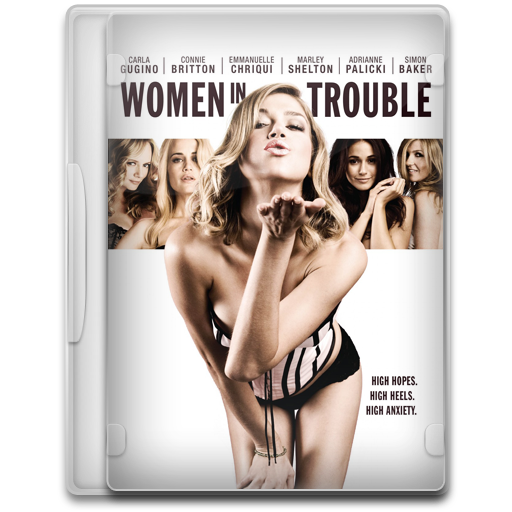 CARLA GUGINO | CONNIE BRITTON | EMMANUELLE CHRIQUI | MARLEY SHELTON | ADRIANNE PALICKI | SIMON BAKER
WOMEN IN TROUBLE
HIGH HOPES.
HIGH HEELS.
HIGH ANXIETY.